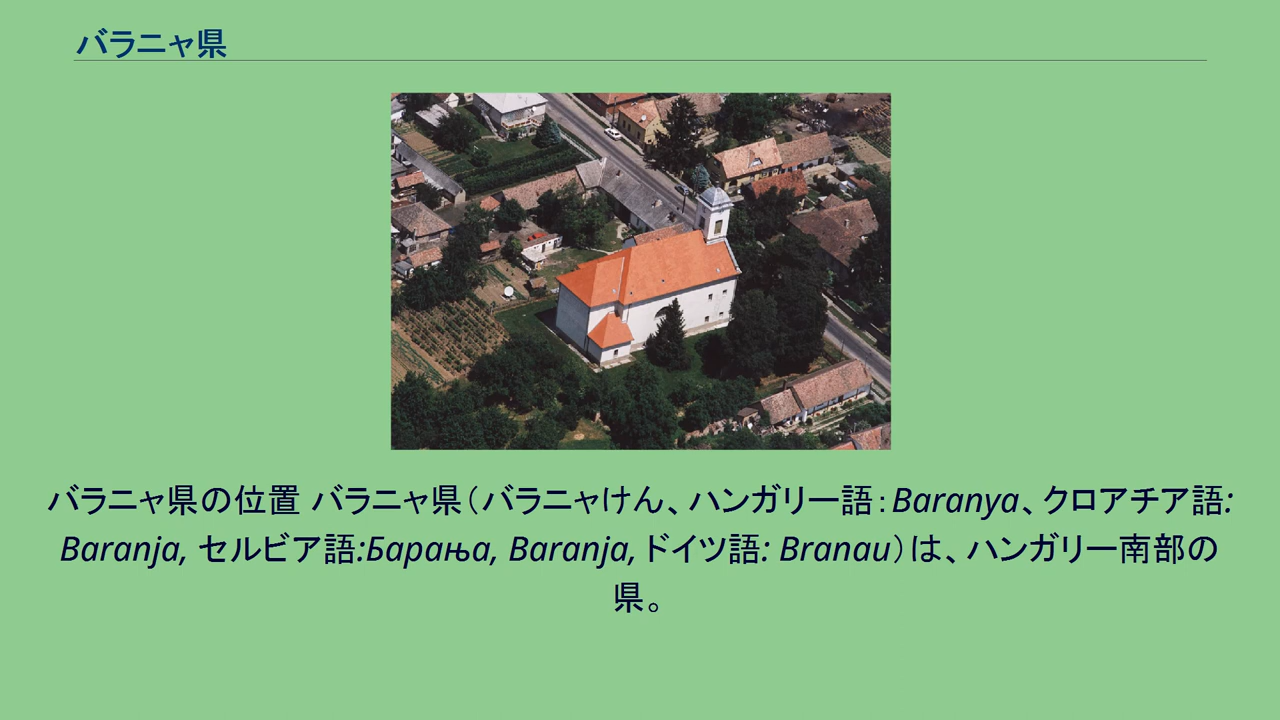 バラニャ県
バラニャ県の位置 バラニャ県（バラニャけん、ハンガリー語：Baranya、クロアチア語:
Baranja, セルビア語:Барања, Baranja, ドイツ語: Branau）は、ハンガリー南部の
県。